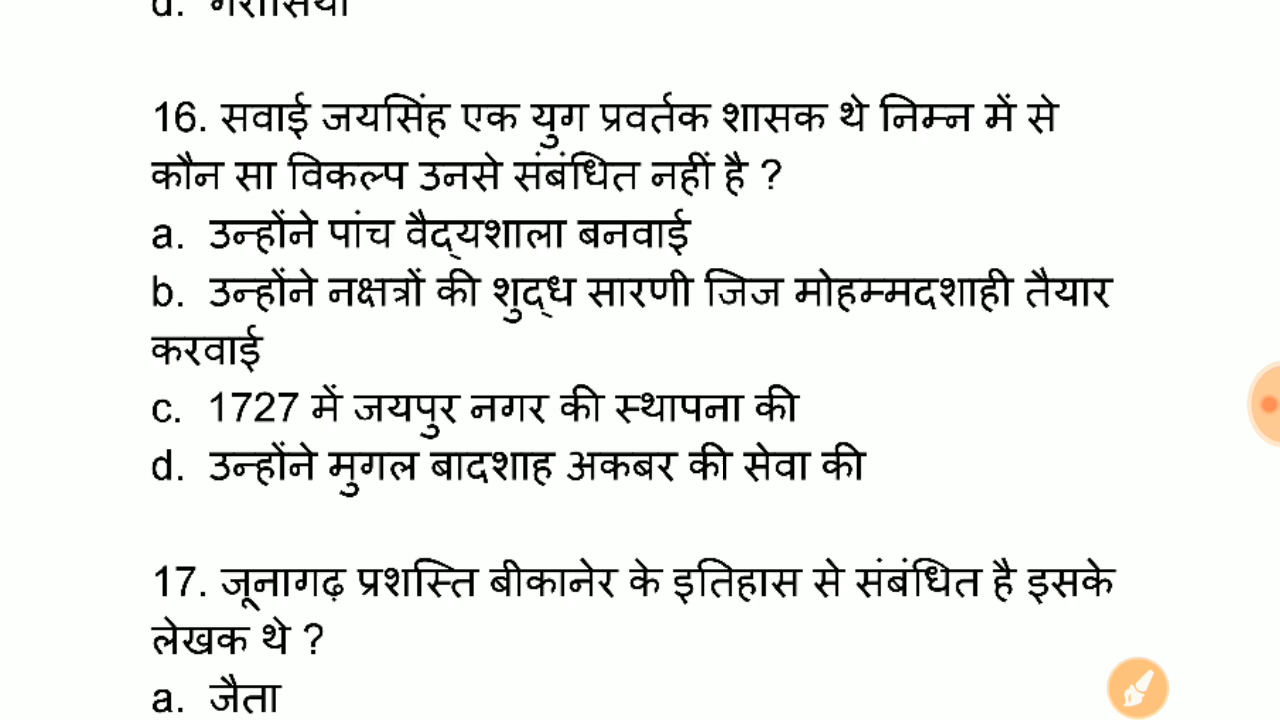 d. गरासिया
16. सवाई जयसिंह एक युग प्रवर्तक शासक थे निम्न में से
कौन सा विकल्प उनसे संबंधित नहीं है ?
a. उन्होंने पांच वैद्यशाला बनवाई
b. उन्होंने नक्षत्रों की शुद्ध सारणी जिज मोहम्मदशाही तैयार
करवाई
c. 1727 में जयपुर नगर की स्थापना की
d. उन्होंने मुगल बादशाह अकबर की सेवा की
17. जूनागढ़ प्रशस्ति बीकानेर के इतिहास से संबंधित है इसके
लेखक थे ?
a. जैता